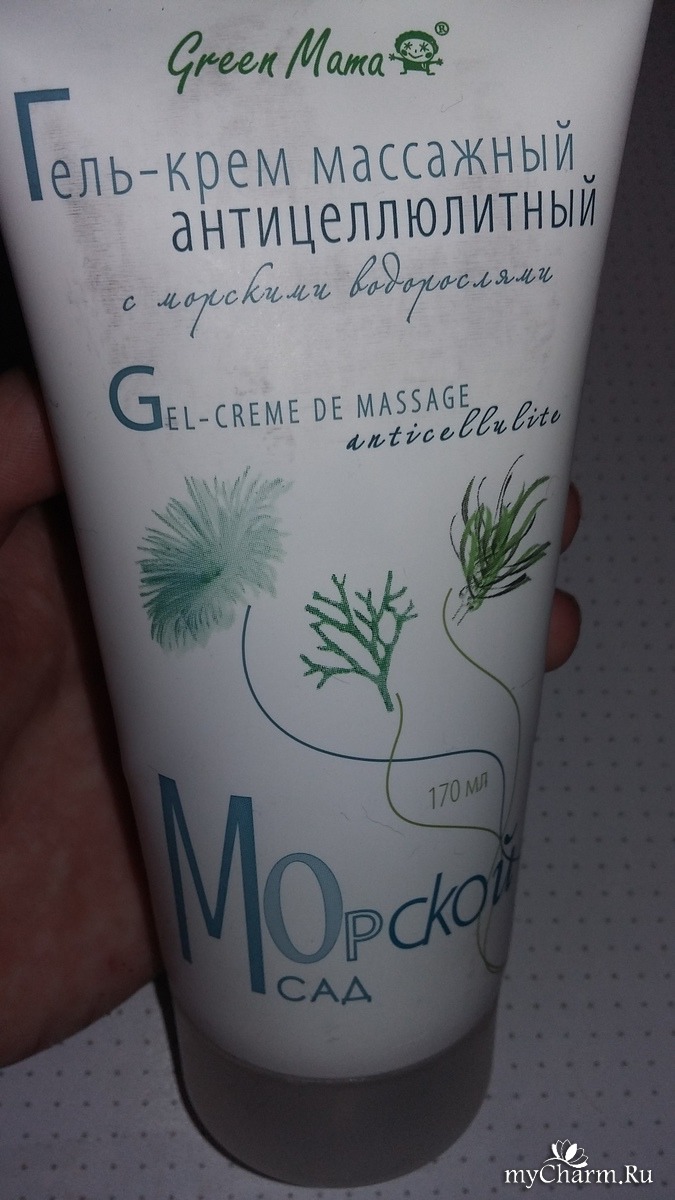 Green Mama®
Гель-крем массажный
антицеллюлитный
с морскими водорослями
GEL-CREME DE MASSAGE
anticellulite
170 мл
Морской
САД
myCharm.Ru